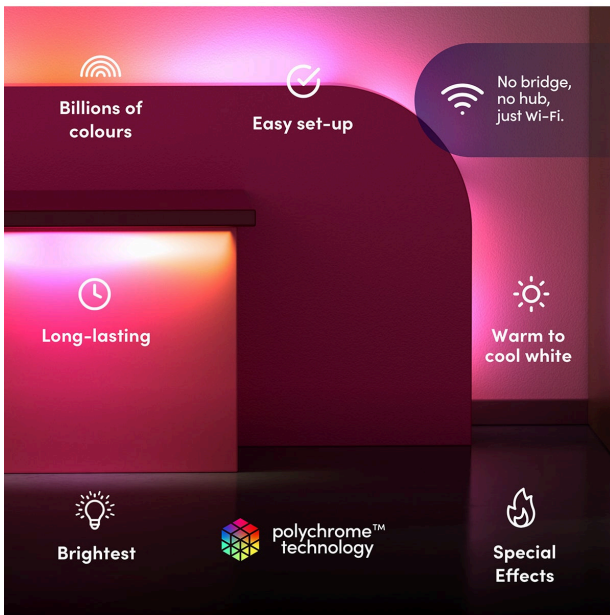 Billions of
colours
Easy set-up
No bridge,
no hub,
just Wi-Fi.
Long-lasting
Warm to
cool white
Brightest
polychrome™
technology
Special
Effects